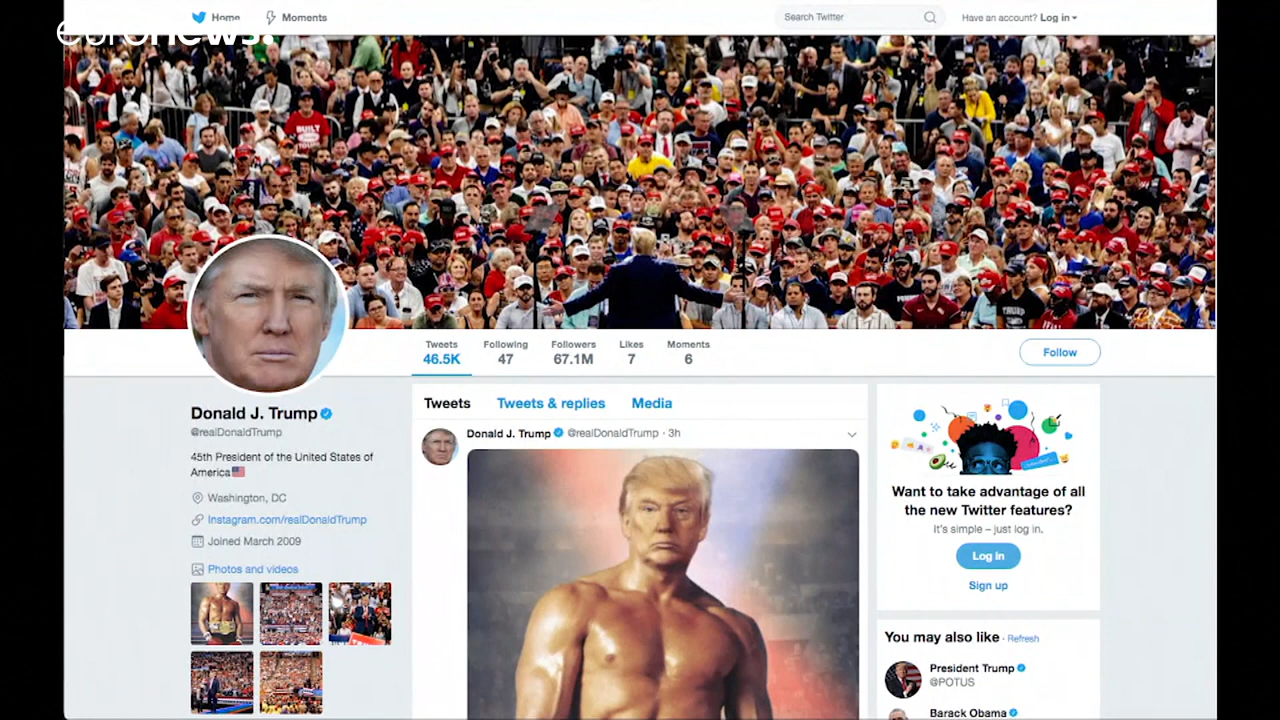 Home
Moments
Search Twitter
Have an account? Log in
euronews.
BUILT
TRUMP
Tweets
46.5K
Following
47
Followers
67.1M
Likes
7
Moments
6
Follow
Donald J. Trump
@realDonaldTrump
45th President of the United States of
America
Washington, DC
Instagram.com/realDonaldTrump
Joined March 2009
Photos and videos
Tweets
Tweets & replies
Media
Donald J. Trump @realDonaldTrump · 3h
Want to take advantage of all
the new Twitter features?
It's simple – just log in.
Log in
Sign up
You may also like · Refresh
President Trump
@POTUS
Barack Obama